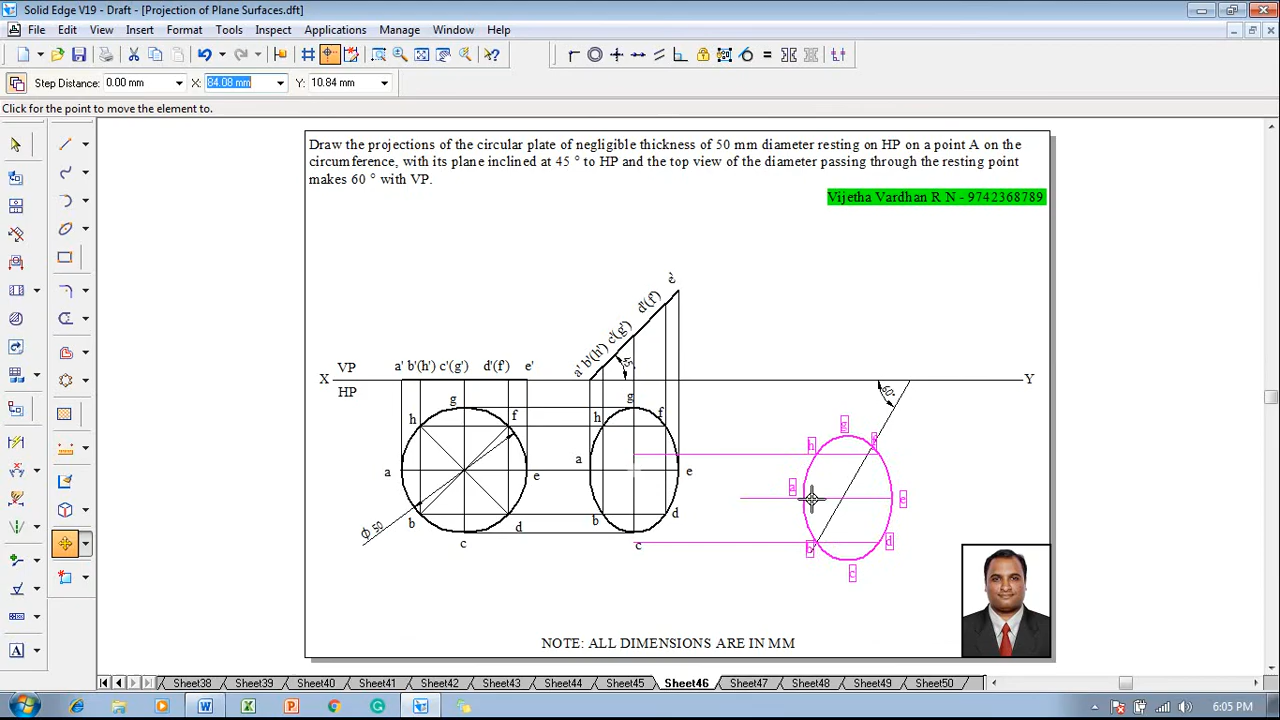 Solid Edge V19 - Draft - [Projection of Plane Surfaces.dft]
File Edit View Insert Format Tools Inspect Applications Manage Window Help
Step Distance: 0.00 mm X: 84.08 mm Y: 10.84 mm
Click for the point to move the element to.
Draw the projections of the circular plate of negligible thickness of 50 mm diameter resting on HP on a point A on the
circumference, with its plane inclined at 45 ° to HP and the top view of the diameter passing through the resting point
makes 60 ° with VP.
Vijetha Vardhan R N - 9742368789
e'
d'(f')
c'(g')
b'(h')
a'
45°
VP
a' b'(h') c'(g') d'(f') e'
X
Y
HP
60°
g
h
f
a
e
b
d
c
ϕ 50
g
h
f
a
e
b
d
c
g
h
a
e
b
d
c
NOTE: ALL DIMENSIONS ARE IN MM
Sheet38 Sheet39 Sheet40 Sheet41 Sheet42 Sheet43 Sheet44 Sheet45 Sheet46 Sheet47 Sheet48 Sheet49 Sheet50
6:05 PM